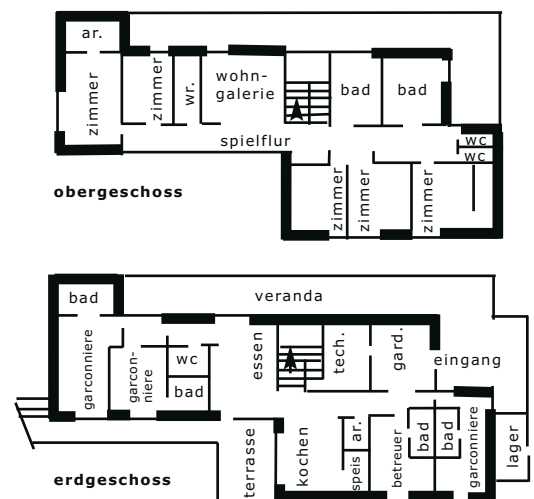 ar.
zimmer
zimmer
wr.
wohn-
galerie
bad
bad
spielflur
wc
wc
zimmer
zimmer
zimmer
obergeschoss
bad
veranda
garconniere
garcon-
niere
wc
bad
essen
tech.
gard.
eingang
terrasse
kochen
ar.
speis
betreuer
bad
bad
garconniere
lager
erdgeschoss